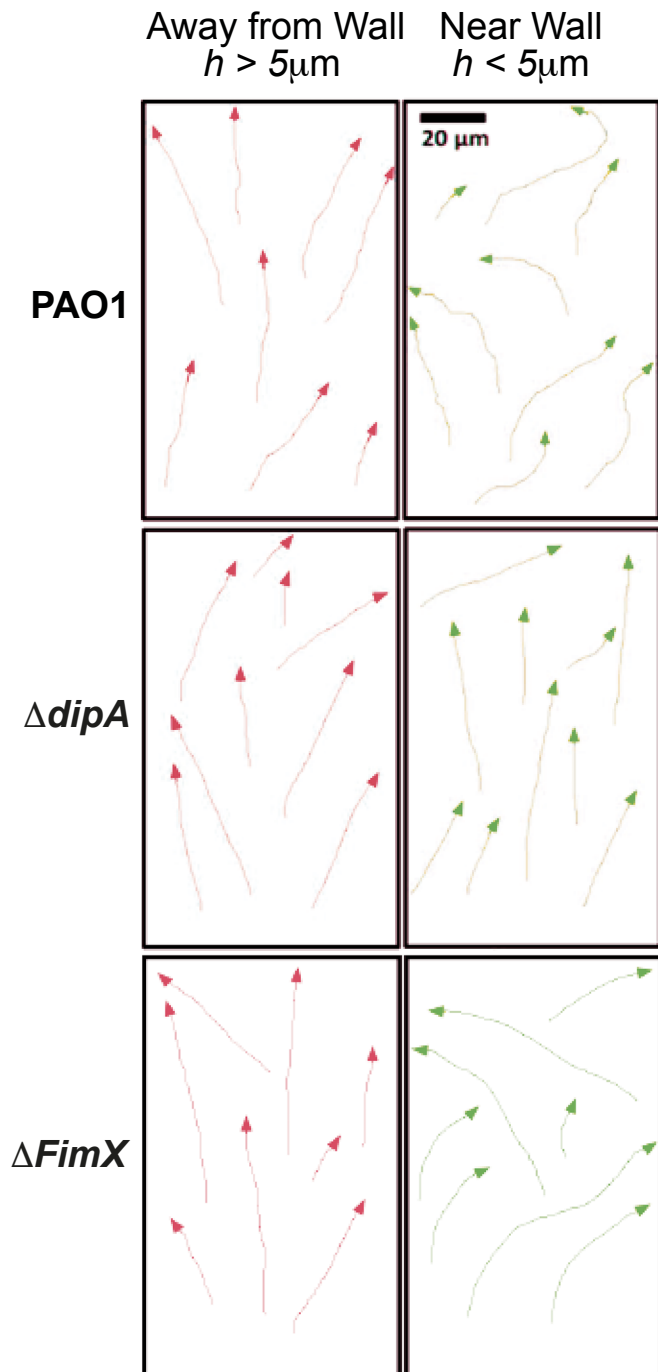 Away from Wall
h > 5μm
Near Wall
h < 5μm
20 μm
PAO1
ΔdipA
ΔFimX